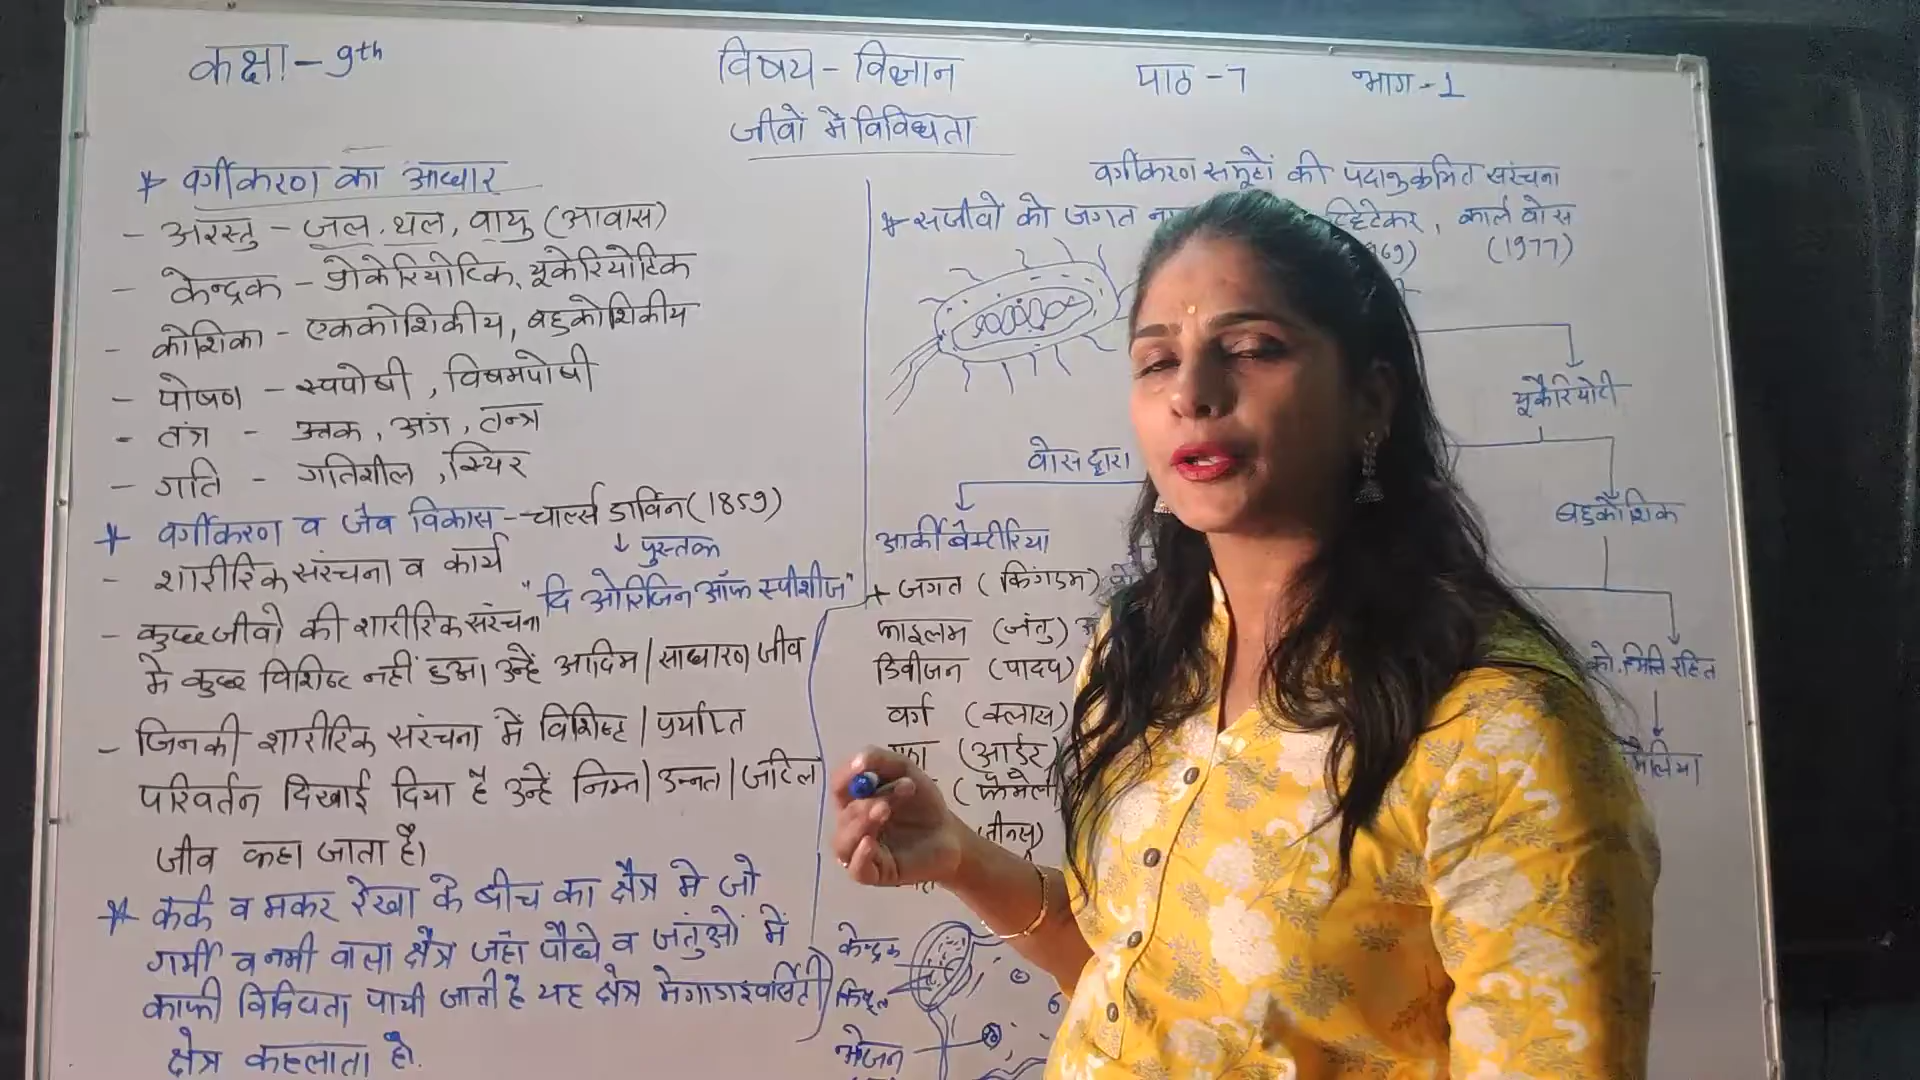 कक्षा - 9th
विषय - विज्ञान
पाठ - 7
भाग - 1
जीवों में विविधता
* वर्गीकरण का आधार
- अरस्तु - जल, थल, वायु (आवास)
- केन्द्रक - प्रोकेरियोटिक, यूकेरियोटिक
- कोशिका - एककोशिकीय, बहुकोशिकीय
- पोषण - स्वपोषी, विषमपोषी
- तंत्र - ऊतक, अंग, तन्त्र
- गति - गतिशील, स्थिर
* वर्गीकरण व जैव विकास - चार्ल्स डार्विन (1859)
↓ पुस्तक
- शारीरिक संरचना व कार्य
"दि ओरिजिन ऑफ स्पीशीज"
- कुछ जीवो की शारीरिक संरचना
मे कुछ विशिष्ट नहीं हुआ उन्हें आदिम / साधारण जीव
- जिनकी शारीरिक संरचना में विशिष्ट / पर्याप्त
परिवर्तन दिखाई दिया है उन्हें निम्न / उन्नत / जटिल
जीव कहा जाता है।
* कर्क व मकर रेखा के बीच का क्षेत्र मे जो
गर्मी व नमी वाला क्षेत्र जहां पौधे व जंतुओं में
काफी विविधता पायी जाती है यह क्षेत्र मेगाडाइवर्सिटी
क्षेत्र कहलाता है।
वर्गीकरण समूहों की पदानुक्रमित संरचना
* सजीवो को जगत
व्हिटेकर, कार्ल वोस
(1977)
यूकैरियोटी
वोस द्वारा
बहुकौशिक
आर्की बैक्टीरिया
+ जगत (किंगडम)
फाइलम (जंतु)
डिवीजन (पादप)
को. भित्ति रहित
वर्ग (क्लास)
(आर्डर)
केन्द्रक
भोजन